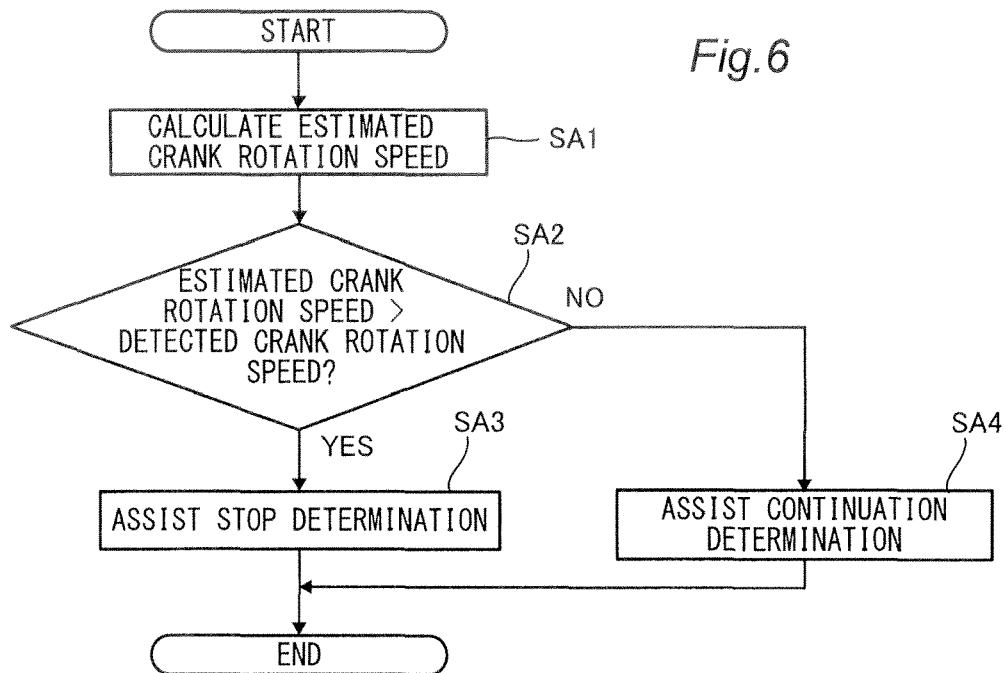 START
Fig.6
CALCULATE ESTIMATED
CRANK ROTATION SPEED
SA1
SA2
ESTIMATED CRANK
ROTATION SPEED >
DETECTED CRANK ROTATION
SPEED?
NO
YES
SA3
SA4
ASSIST STOP DETERMINATION
ASSIST CONTINUATION
DETERMINATION
END